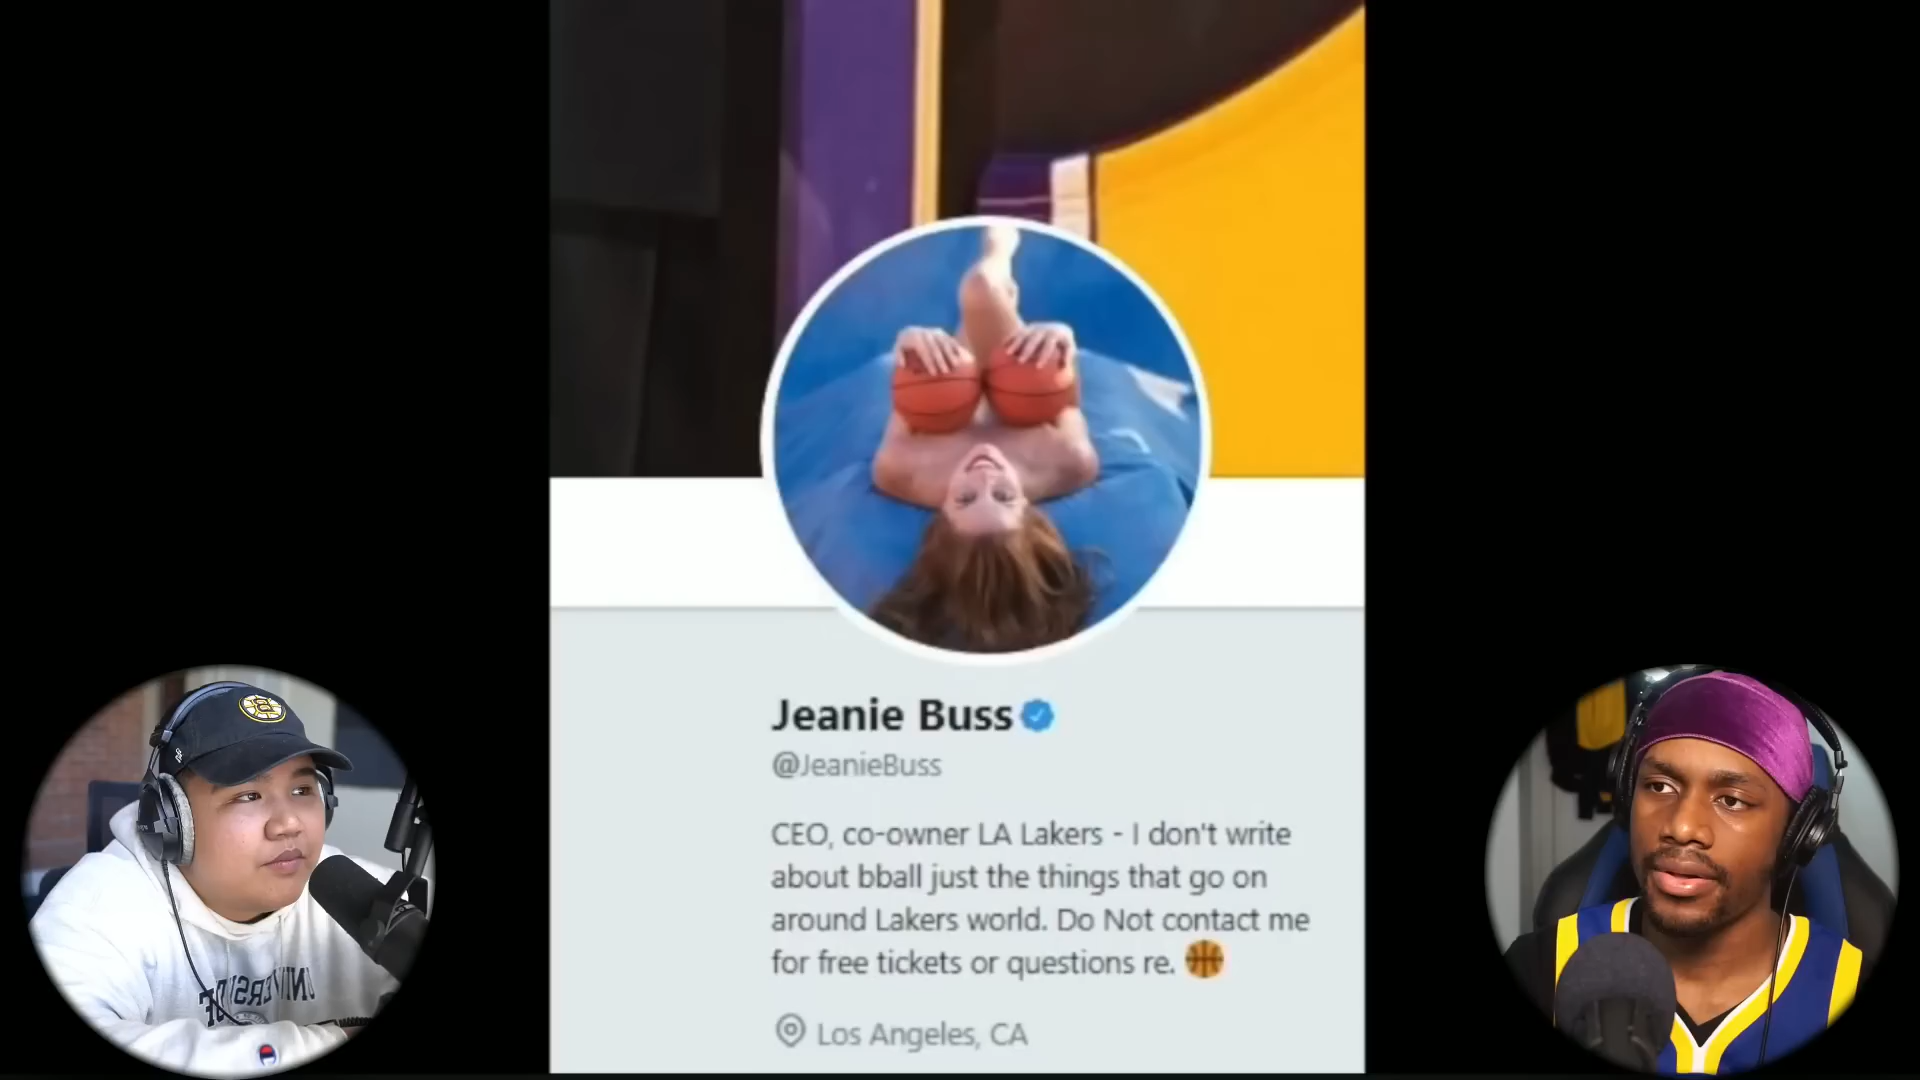 Jeanie Buss
@JeanieBuss
CEO, co-owner LA Lakers - I don't write
about bball just the things that go on
around Lakers world. Do Not contact me
for free tickets or questions re. 🏀
Los Angeles, CA
B